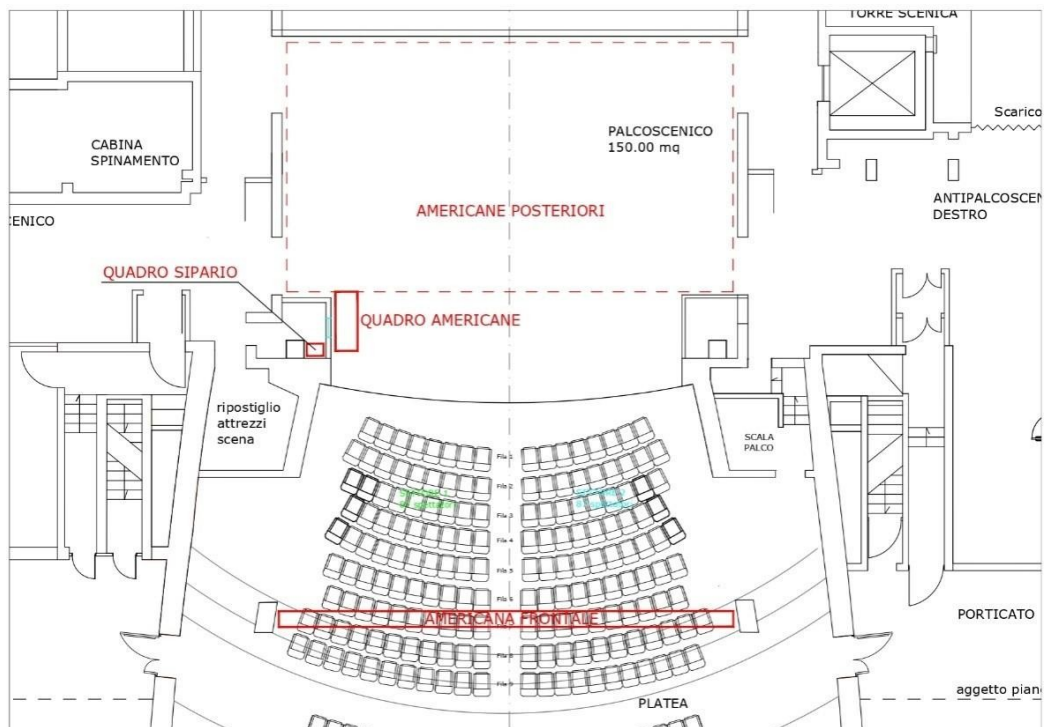 TORRE SCENICA
Scarico
CABINA
SPINAMENTO
PALCOSCENICO
150.00 mq
AMERICANE POSTERIORI
ANTIPALCOSCEN
DESTRO
CENICO
QUADRO SIPARIO
QUADRO AMERICANE
ripostiglio
attrezzi
scena
SCALA
PALCO
Fila 1
Fila 2
Fila 3
Fila 4
Fila 5
Fila 6
AMERICANA FRONTALE
Fila 8
Fila 9
PORTICATO
aggetto pian
PLATEA